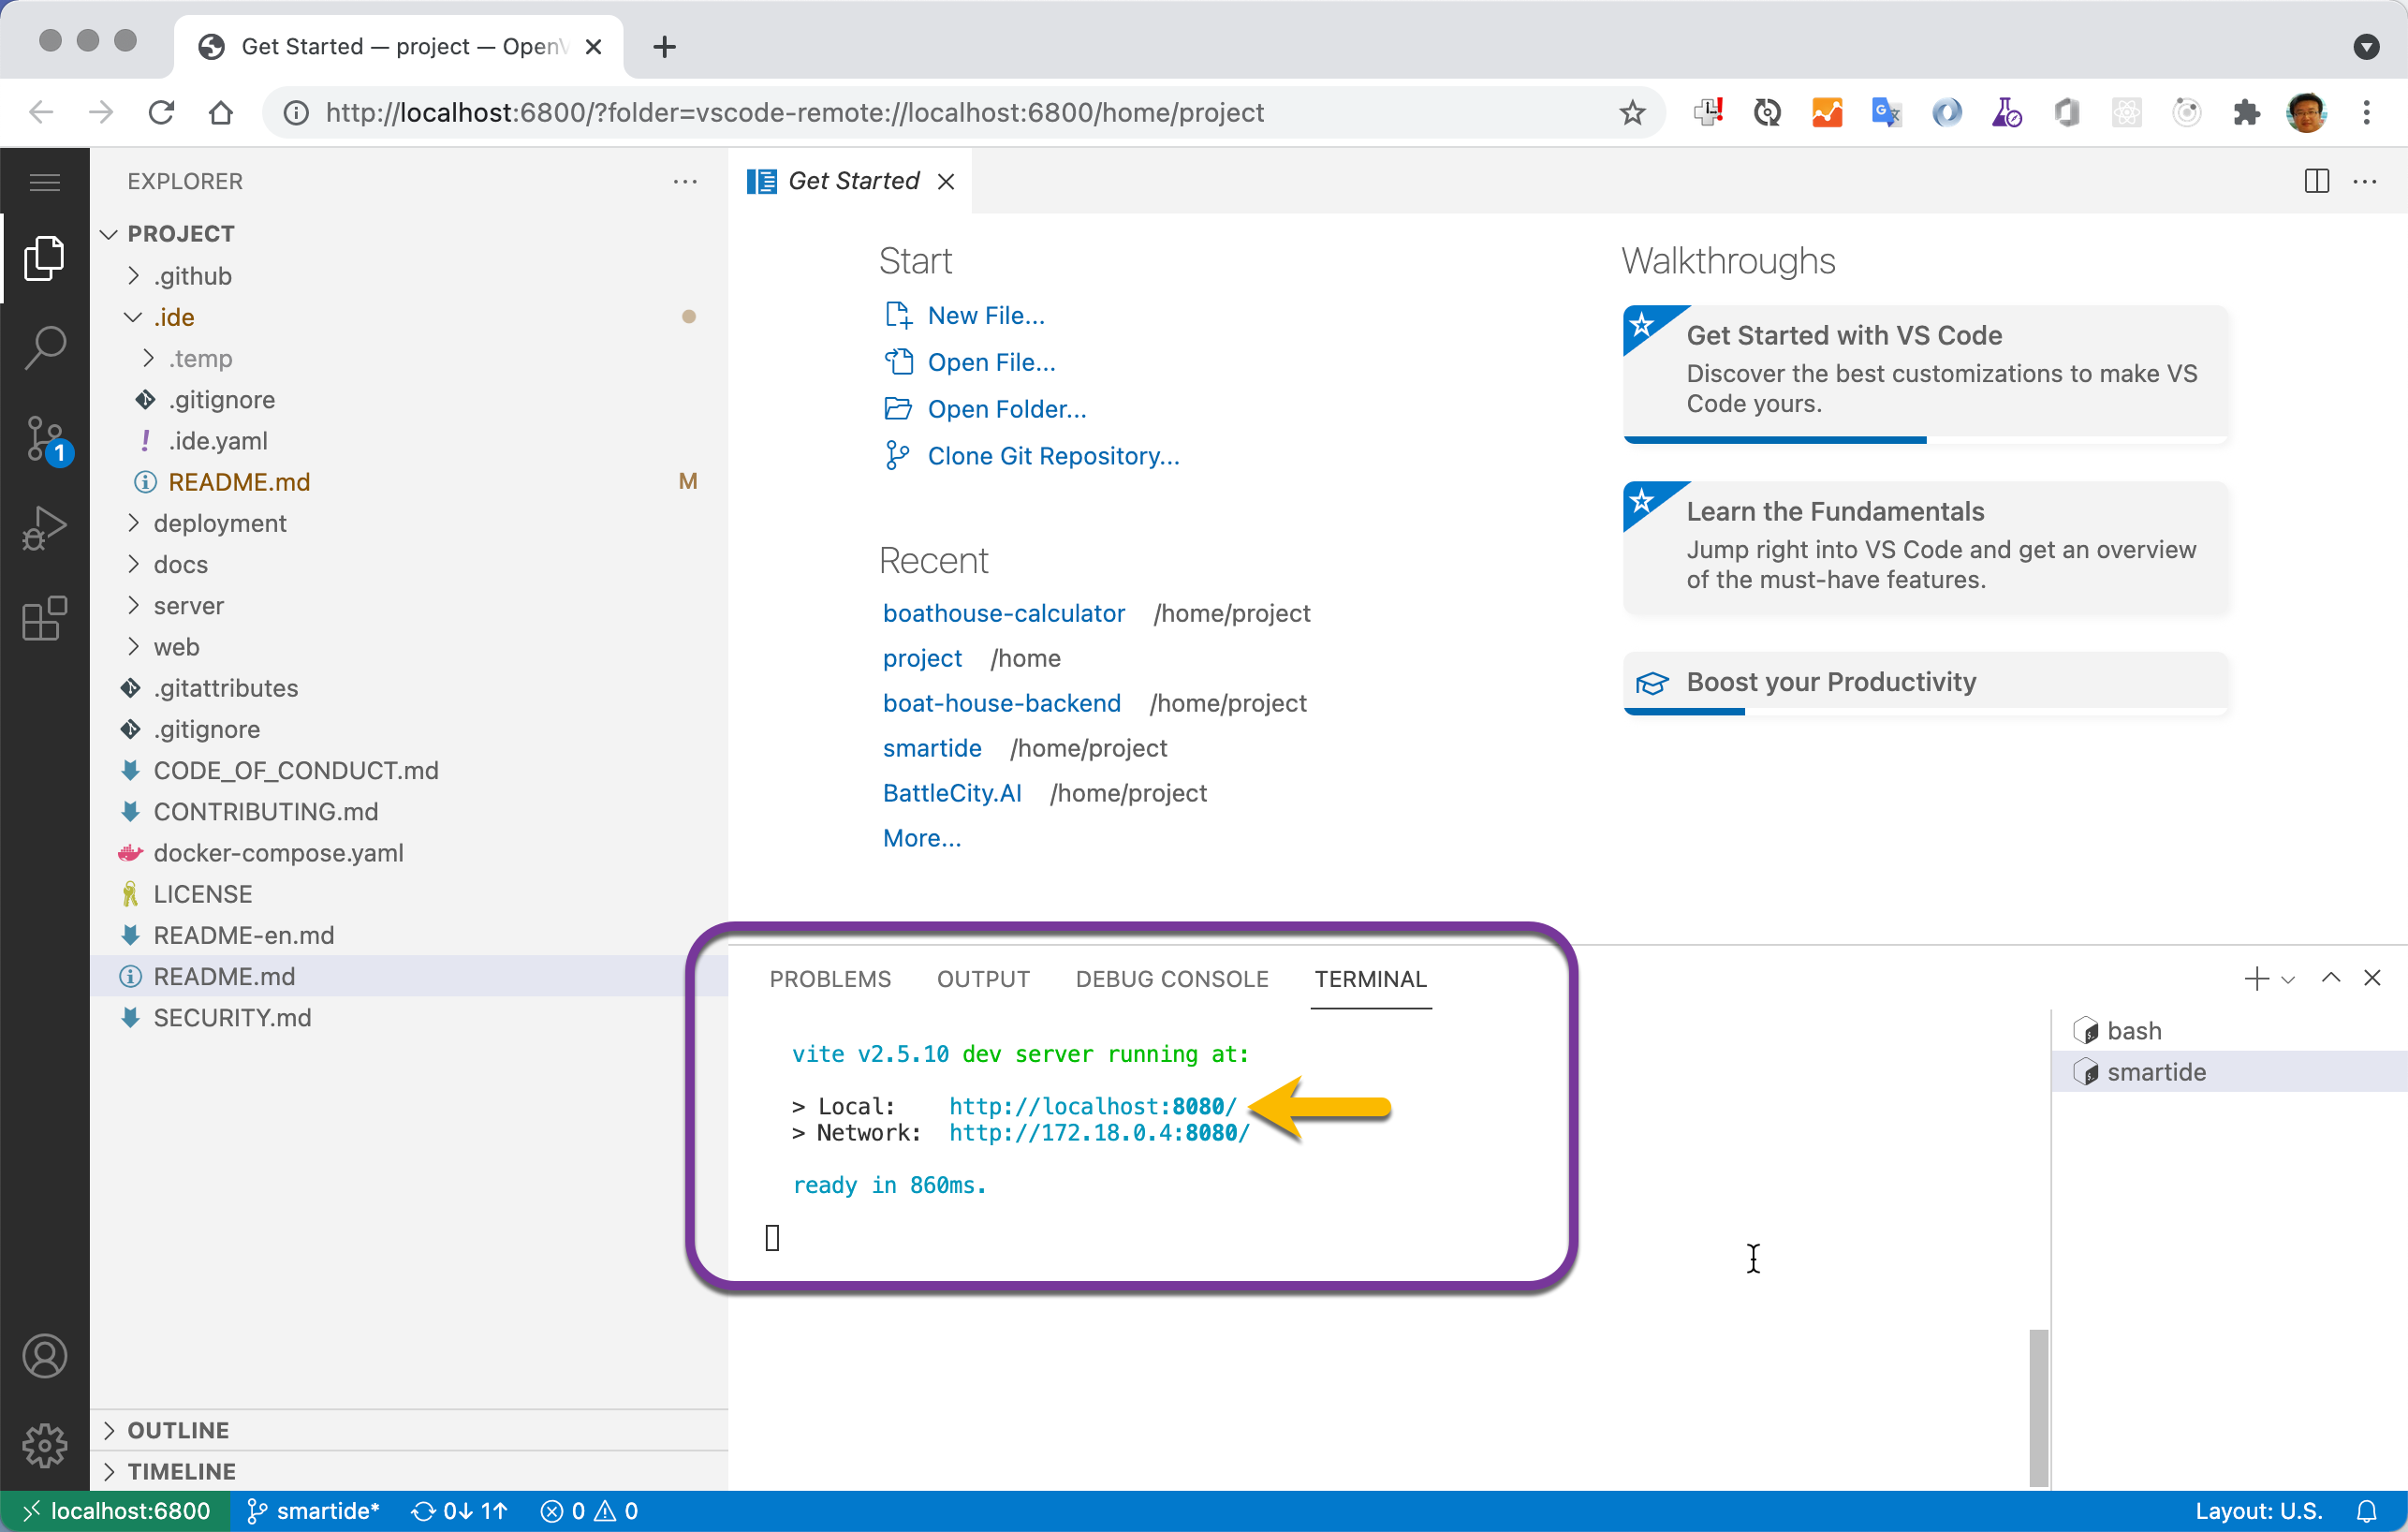 Get Started — project — Open
http://localhost:6800/?folder=vscode-remote://localhost:6800/home/project
EXPLORER
PROJECT
.github
.ide
.temp
.gitignore
.ide.yaml
README.md M
deployment
docs
server
web
.gitattributes
.gitignore
CODE_OF_CONDUCT.md
CONTRIBUTING.md
docker-compose.yaml
LICENSE
README-en.md
README.md
SECURITY.md
OUTLINE
TIMELINE
1
Get Started
Start
New File...
Open File...
Open Folder...
Clone Git Repository...
Recent
boathouse-calculator /home/project
project /home
boat-house-backend /home/project
smartide /home/project
BattleCity.AI /home/project
More...
Walkthroughs
Get Started with VS Code
Discover the best customizations to make VS
Code yours.
Learn the Fundamentals
Jump right into VS Code and get an overview
of the must-have features.
Boost your Productivity
PROBLEMS OUTPUT DEBUG CONSOLE TERMINAL
vite v2.5.10 dev server running at:
> Local: http://localhost:8080/
> Network: http://172.18.0.4:8080/
ready in 860ms.
bash
smartide
localhost:6800 smartide* 0↓ 1↑ 0 0 Layout: U.S.